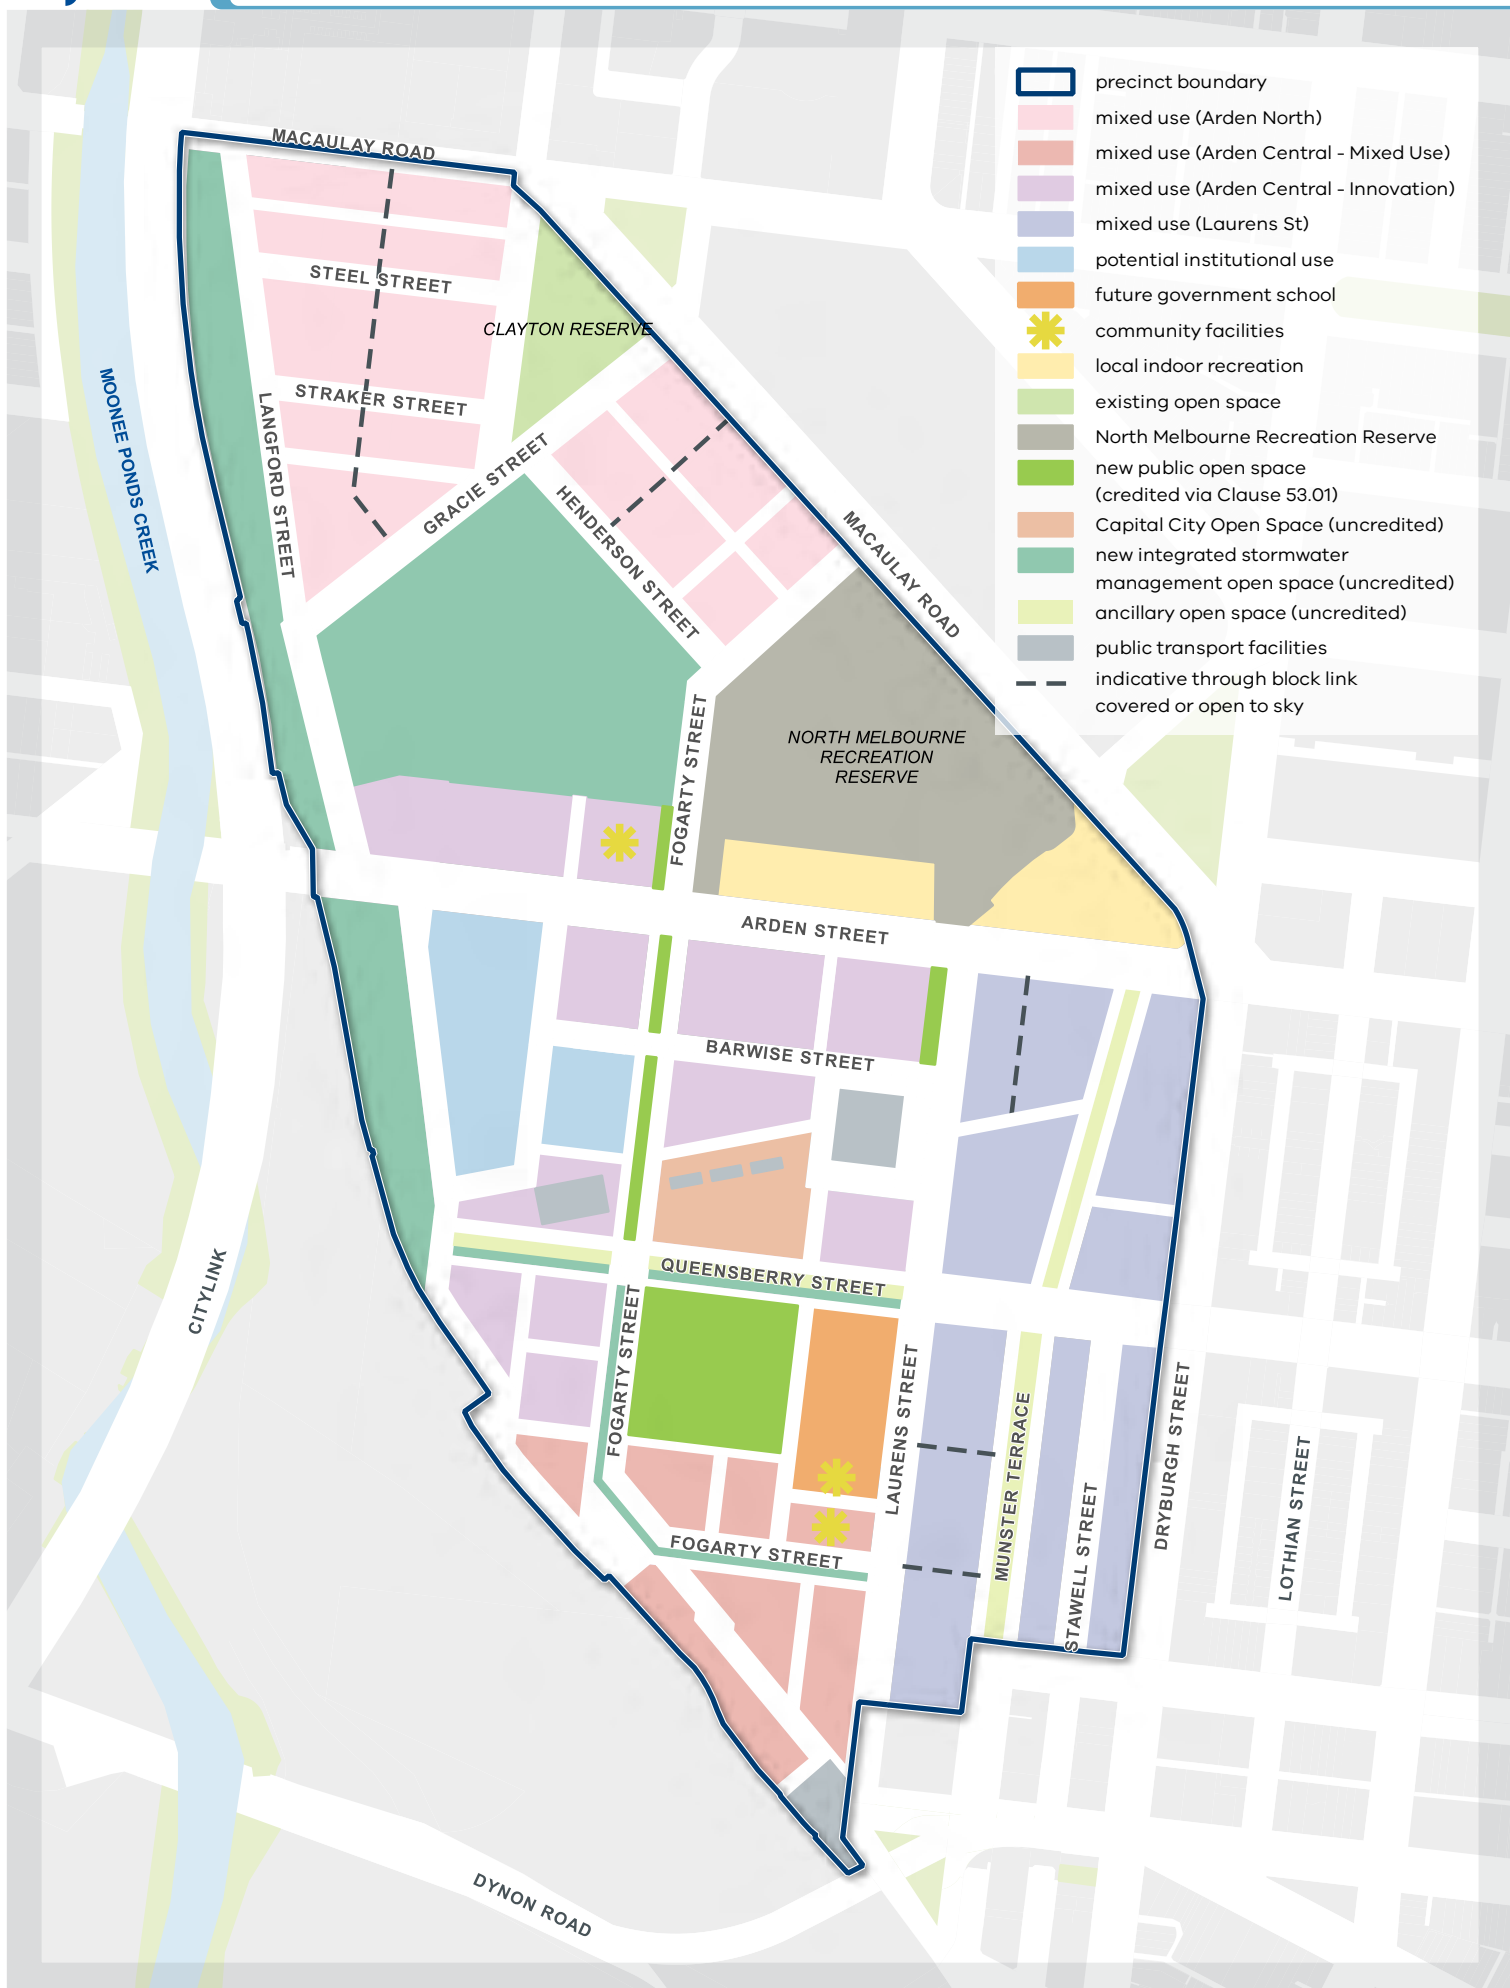 precinct boundary
mixed use (Arden North)
mixed use (Arden Central - Mixed Use)
mixed use (Arden Central - Innovation)
mixed use (Laurens St)
potential institutional use
future government school
community facilities
local indoor recreation
existing open space
North Melbourne Recreation Reserve
new public open space
(credited via Clause 53.01)
Capital City Open Space (uncredited)
new integrated stormwater
management open space (uncredited)
ancillary open space (uncredited)
public transport facilities
indicative through block link
covered or open to sky
MACAULAY ROAD
STEEL STREET
CLAYTON RESERVE
MOONEE PONDS CREEK
LANGFORD STREET
STRAKER STREET
GRACIE STREET
HENDERSON STREET
MACAULAY ROAD
FOGARTY STREET
NORTH MELBOURNE
RECREATION
RESERVE
ARDEN STREET
BARWISE STREET
CITYLINK
QUEENSBERRY STREET
FOGARTY STREET
LAURENS STREET
MUNSTER TERRACE
STAWELL STREET
DRYBURGH STREET
LOTHIAN STREET
FOGARTY STREET
DYNON ROAD